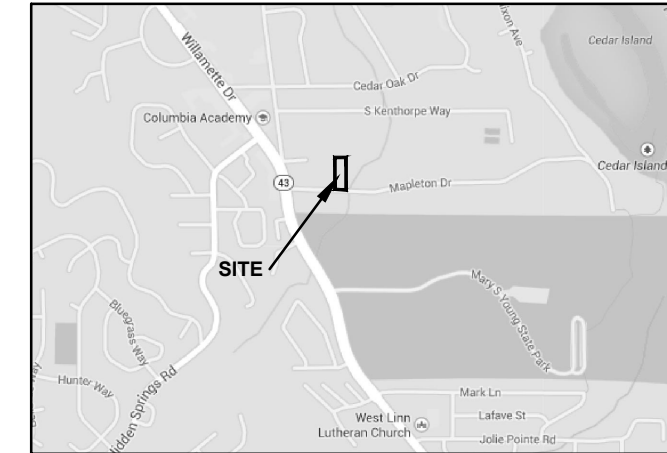 ixon Ave
Cedar Island
Willamette Dr
Cedar Oak Dr
S Kenthorpe Way
Columbia Academy
Cedar Island
43
Mapleton Dr
SITE
Mary S Young State Park
Bluegrass Way
Hunter Way
Hidden Springs Rd
Mark Ln
West Linn
Lutheran Church
Lafave St
Jolie Pointe Rd